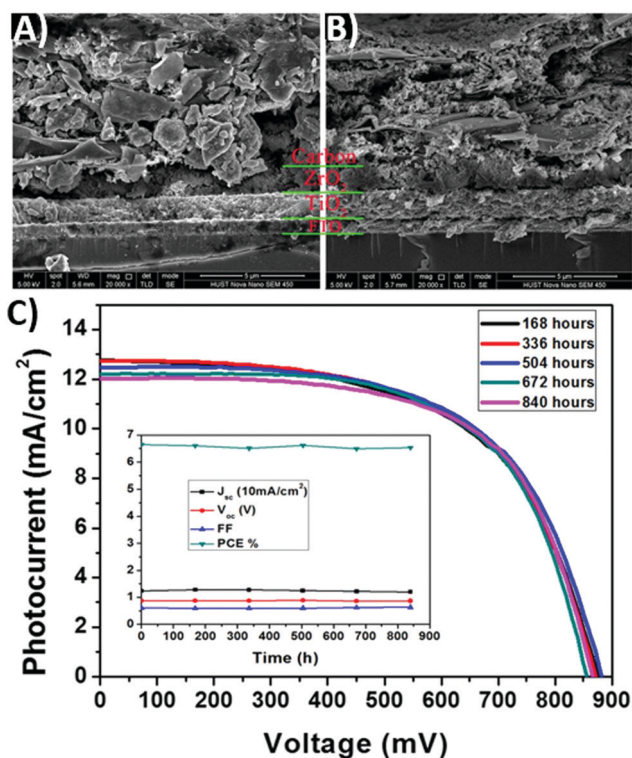 A)
B)
Carbon
ZrO2
TiO2
FTO
HV spot WD mag □ det mode 5 µm
5.00 kV 2.0 5.6 mm 20 000 x TLD SE HUST Nova Nano SEM 450
HV spot WD mag □ det mode 5 µm
5.00 kV 2.0 5.7 mm 20 000 x TLD SE HUST Nova Nano SEM 450
C)
Photocurrent (mA/cm²)
14
12
10
8
6
4
2
0
168 hours
336 hours
504 hours
672 hours
840 hours
7
6
5
4
3
2
1
0
Jsc (10mA/cm²)
Voc (V)
FF
PCE %
0 100 200 300 400 500 600 700 800 900
Time (h)
0 100 200 300 400 500 600 700 800 900
Voltage (mV)